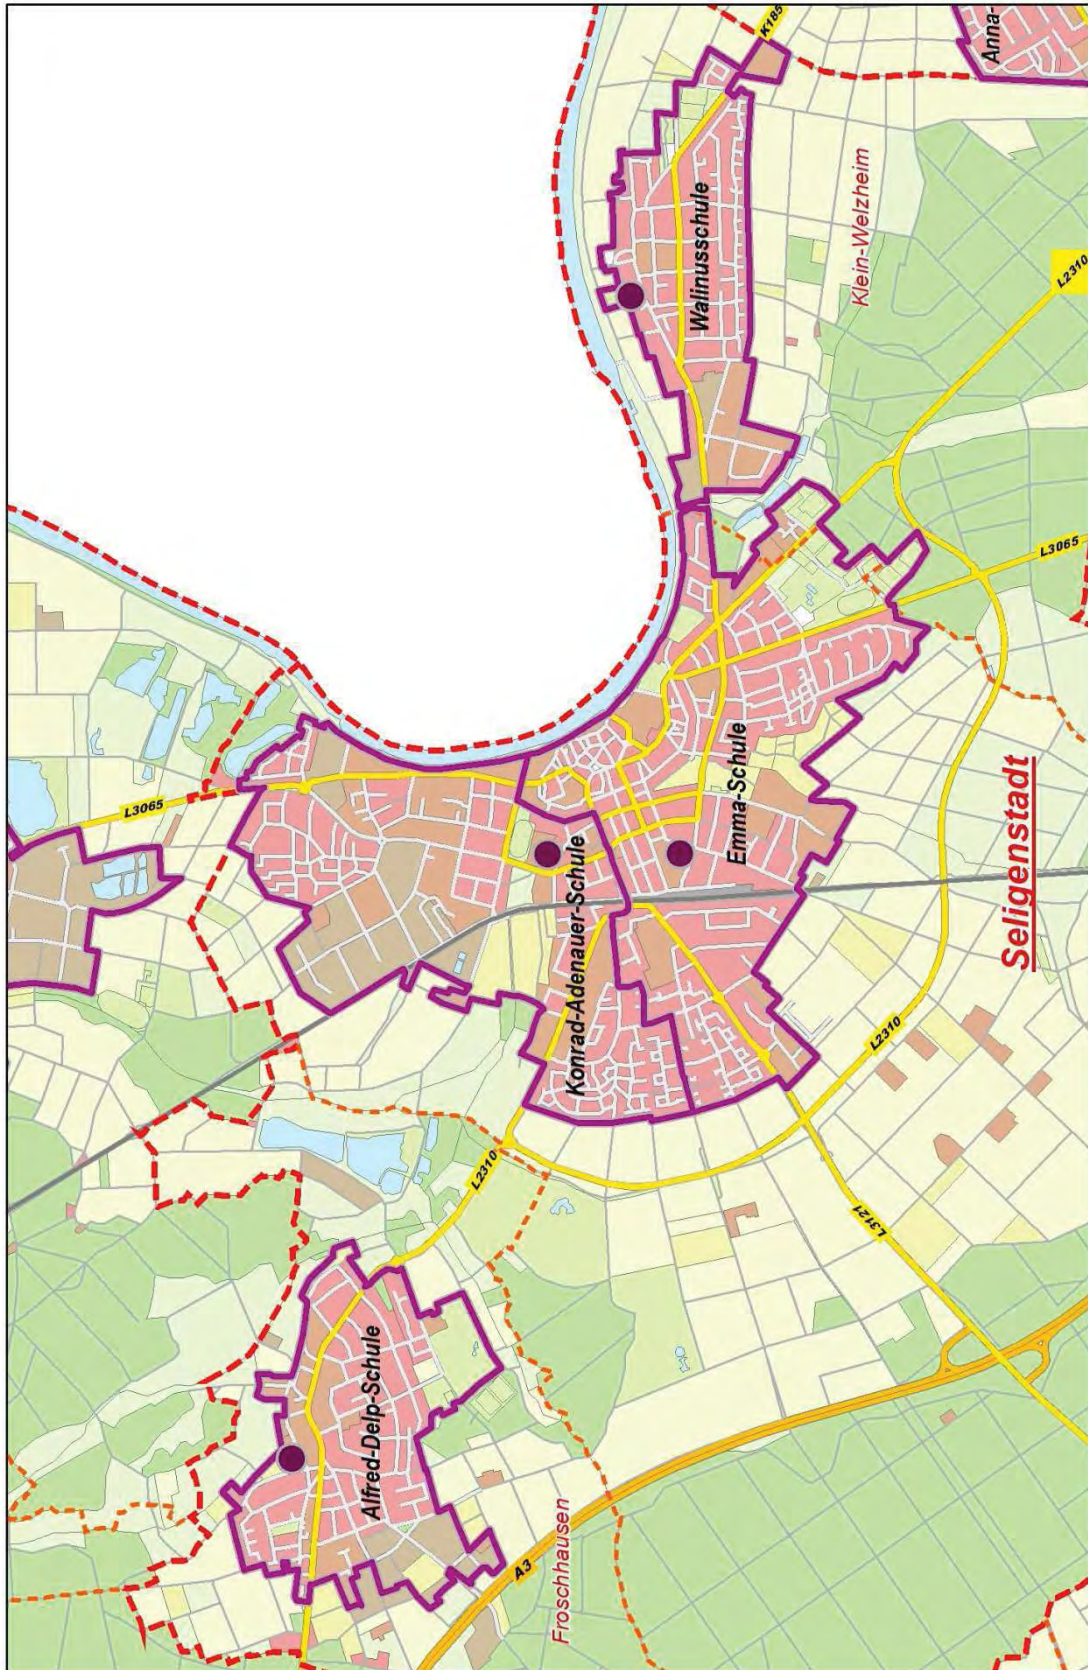 K185
Anna-
Walinusschule
Klein-Welzheim
L2310
L3065
L3065
Emma-Schule
Konrad-Adenauer-Schule
Seligenstadt
L2310
L2310
L3121
Alfred-Delp-Schule
A3
Froschhausen